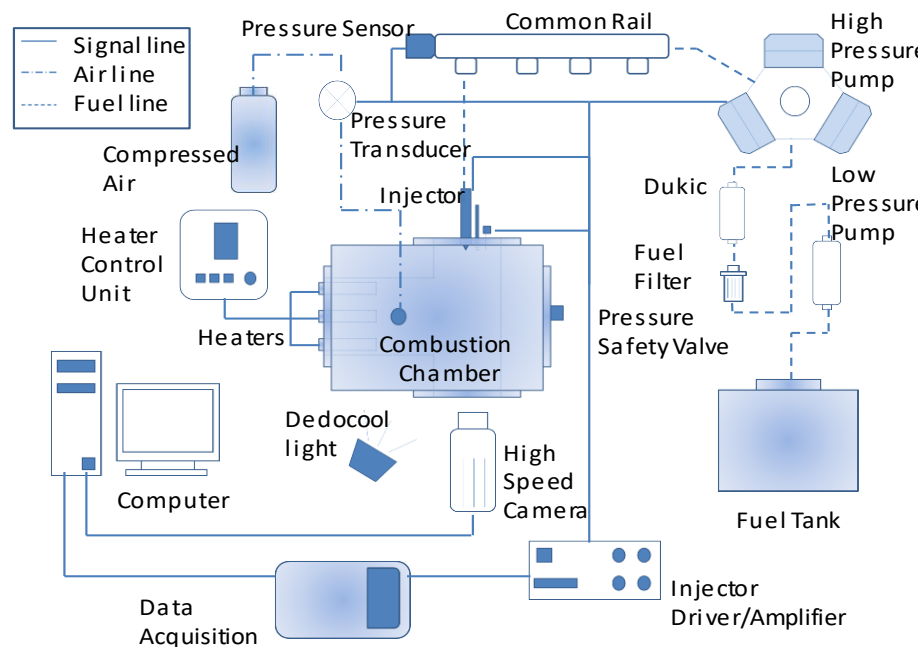 Signal line
Air line
Fuel line
Pressure Sensor
Common Rail
High
Pressure
Pump
Compressed
Air
Pressure
Transducer
Injector
Dukic
Low
Pressure
Pump
Heater
Control
Unit
Fuel
Filter
Heaters
Combustion
Chamber
Pressure
Safety Valve
Dedocool
light
High
Speed
Camera
Computer
Fuel Tank
Data
Acquisition
Injector
Driver/Amplifier